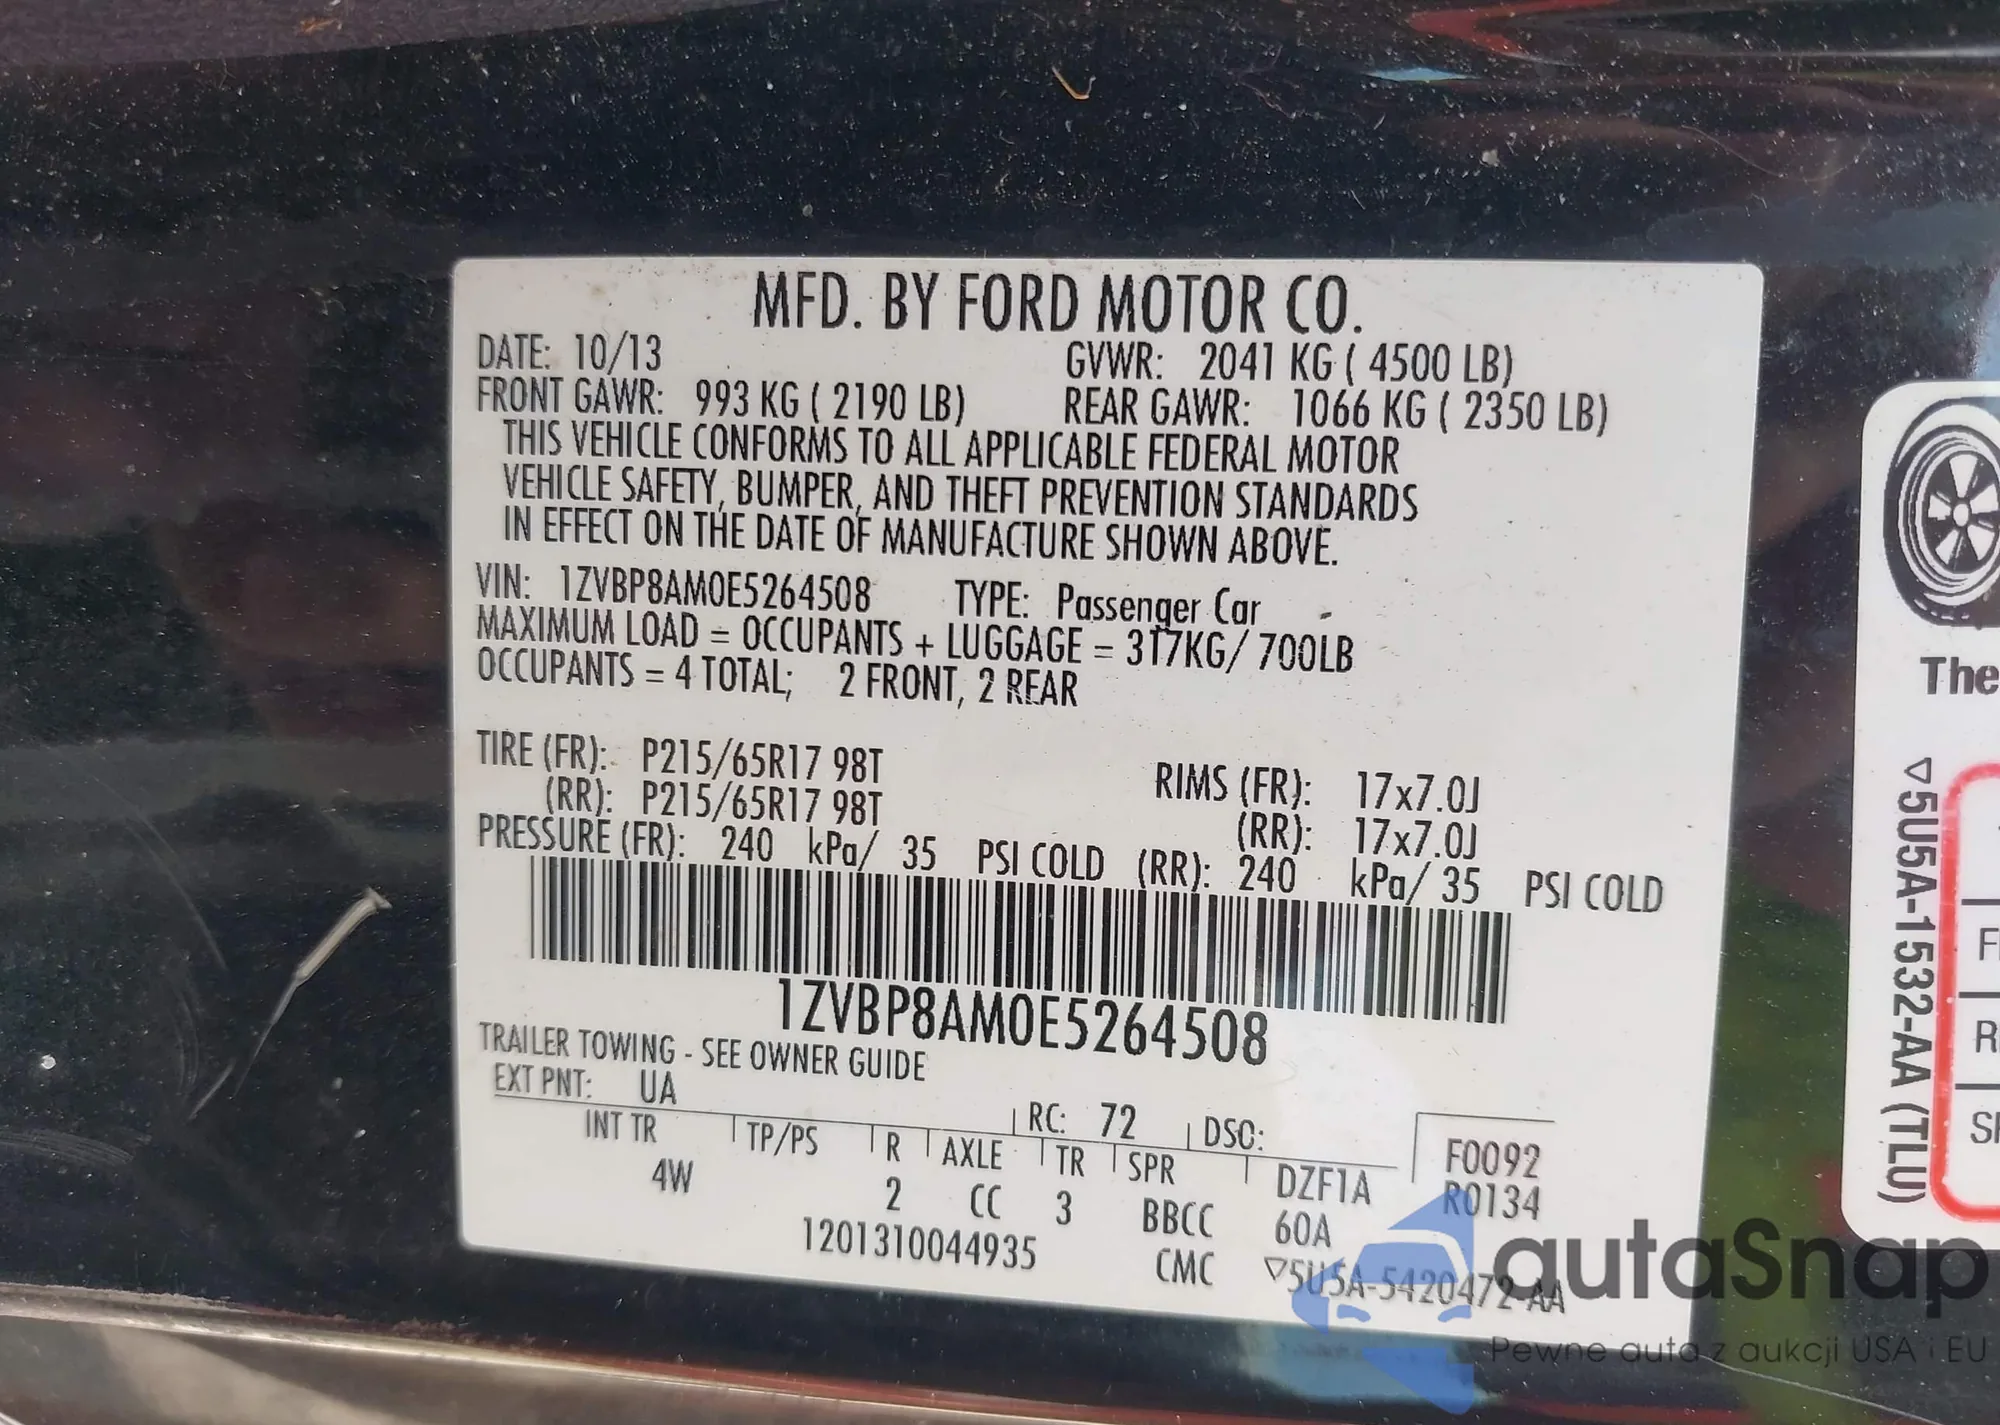 MFD. BY FORD MOTOR CO.
DATE: 10/13 GVWR: 2041 KG ( 4500 LB)
FRONT GAWR: 993 KG ( 2190 LB) REAR GAWR: 1066 KG ( 2350 LB)
THIS VEHICLE CONFORMS TO ALL APPLICABLE FEDERAL MOTOR
VEHICLE SAFETY, BUMPER, AND THEFT PREVENTION STANDARDS
IN EFFECT ON THE DATE OF MANUFACTURE SHOWN ABOVE.
VIN: 1ZVBP8AM0E5264508 TYPE: Passenger Car
MAXIMUM LOAD = OCCUPANTS + LUGGAGE = 317KG/ 700LB
OCCUPANTS = 4 TOTAL; 2 FRONT, 2 REAR
TIRE (FR): P215/65R17 98T RIMS (FR): 17x7.0J
(RR): P215/65R17 98T (RR): 17x7.0J
PRESSURE (FR): 240 kPa/ 35 PSI COLD (RR): 240 kPa/ 35 PSI COLD
1ZVBP8AM0E5264508
TRAILER TOWING - SEE OWNER GUIDE
EXT PNT: UA RC: 72 DSO: F0092
INT TR TP/PS R AXLE TR SPR DZF1A R0134
4W 2 CC 3 BBCC 60A
1201310044935 CMC ▽5U5A-5420472-AA
The
▽5U5A-1532-AA (TLU)
autaSnap
Pewne auta z aukcji USA i EU